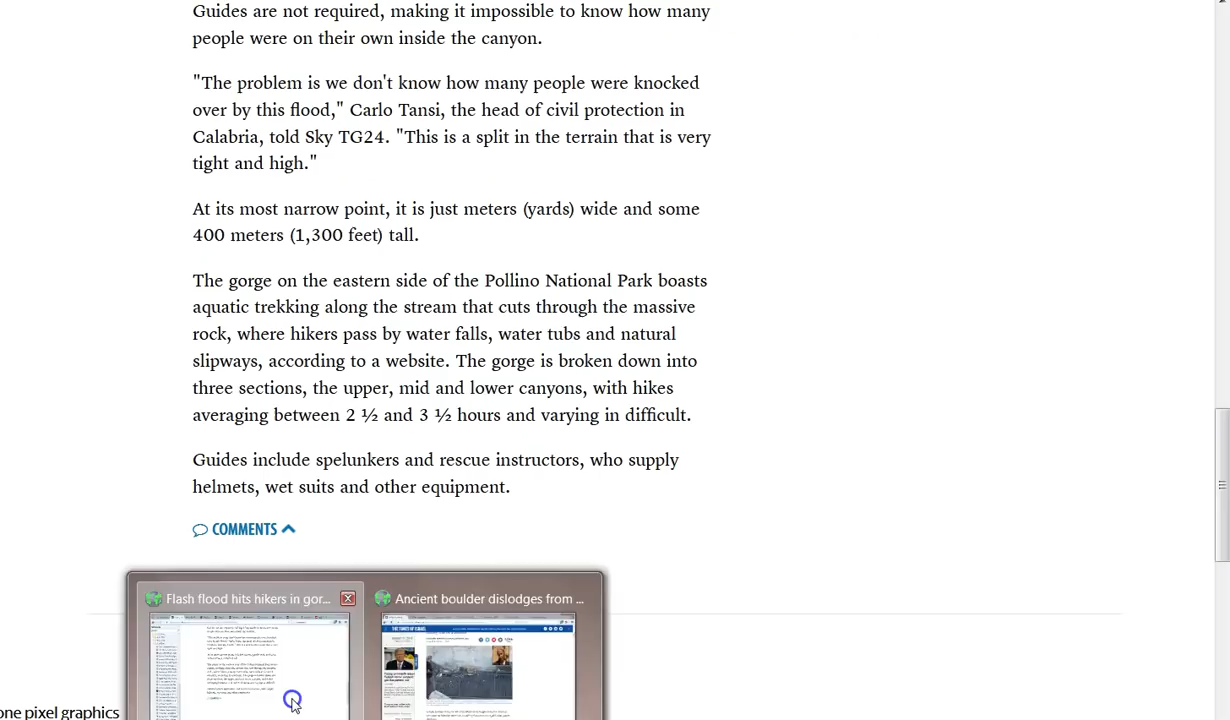 Guides are not required, making it impossible to know how many
people were on their own inside the canyon.
"The problem is we don't know how many people were knocked
over by this flood," Carlo Tansi, the head of civil protection in
Calabria, told Sky TG24. "This is a split in the terrain that is very
tight and high."
At its most narrow point, it is just meters (yards) wide and some
400 meters (1,300 feet) tall.
The gorge on the eastern side of the Pollino National Park boasts
aquatic trekking along the stream that cuts through the massive
rock, where hikers pass by water falls, water tubs and natural
slipways, according to a website. The gorge is broken down into
three sections, the upper, mid and lower canyons, with hikes
averaging between 2 ½ and 3 ½ hours and varying in difficult.
Guides include spelunkers and rescue instructors, who supply
helmets, wet suits and other equipment.
COMMENTS
Flash flood hits hikers in gor...
Ancient boulder dislodges from ...
THE TIMES OF ISRAEL
one pixel graphics